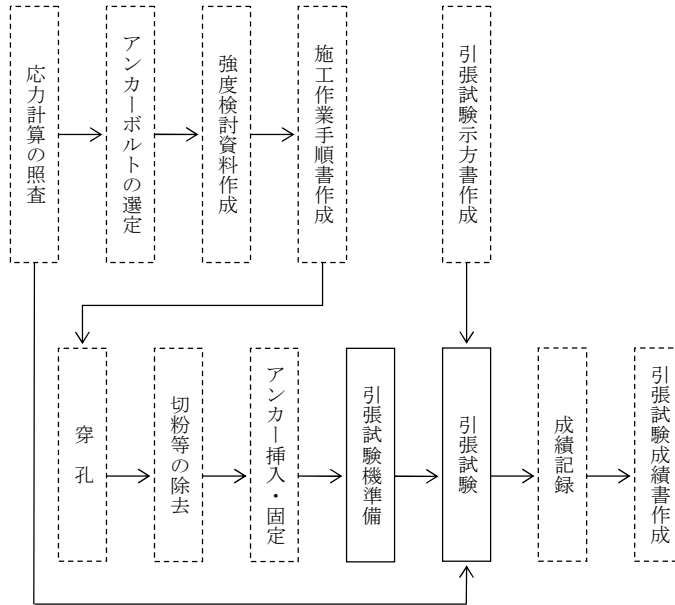 応力計算の照査
アンカーボルトの選定
強度検討資料作成
施工作業手順書作成
引張試験示方書作成
穿 孔
切粉等の除去
アンカー挿入・固定
引張試験機準備
引張試験
成績記録
引張試験成績書作成